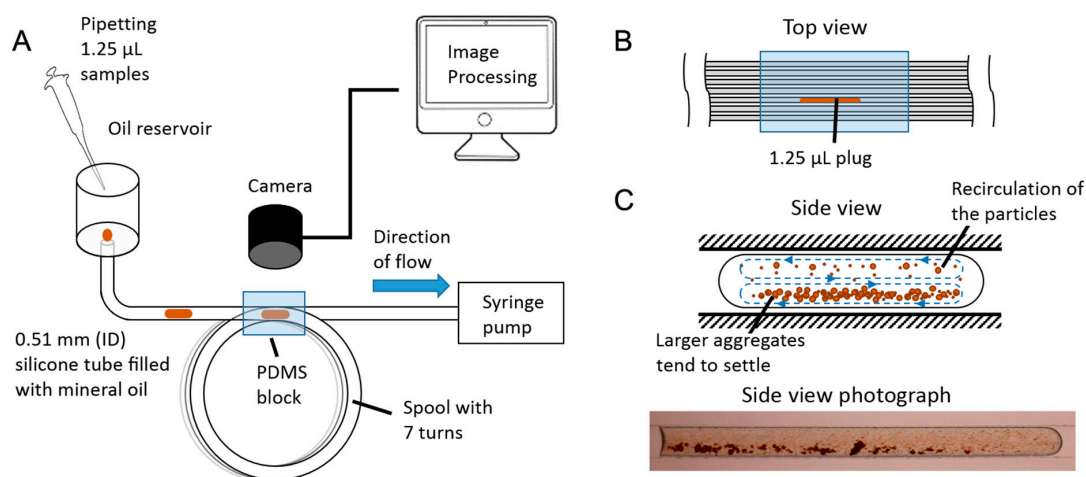 A
Pipetting
1.25 µL
samples
Oil reservoir
Camera
Image
Processing
Direction
of flow
Syringe
pump
0.51 mm (ID)
silicone tube filled
with mineral oil
PDMS
block
Spool with
7 turns
B
Top view
1.25 µL plug
C
Side view
Recirculation of
the particles
Larger aggregates
tend to settle
Side view photograph